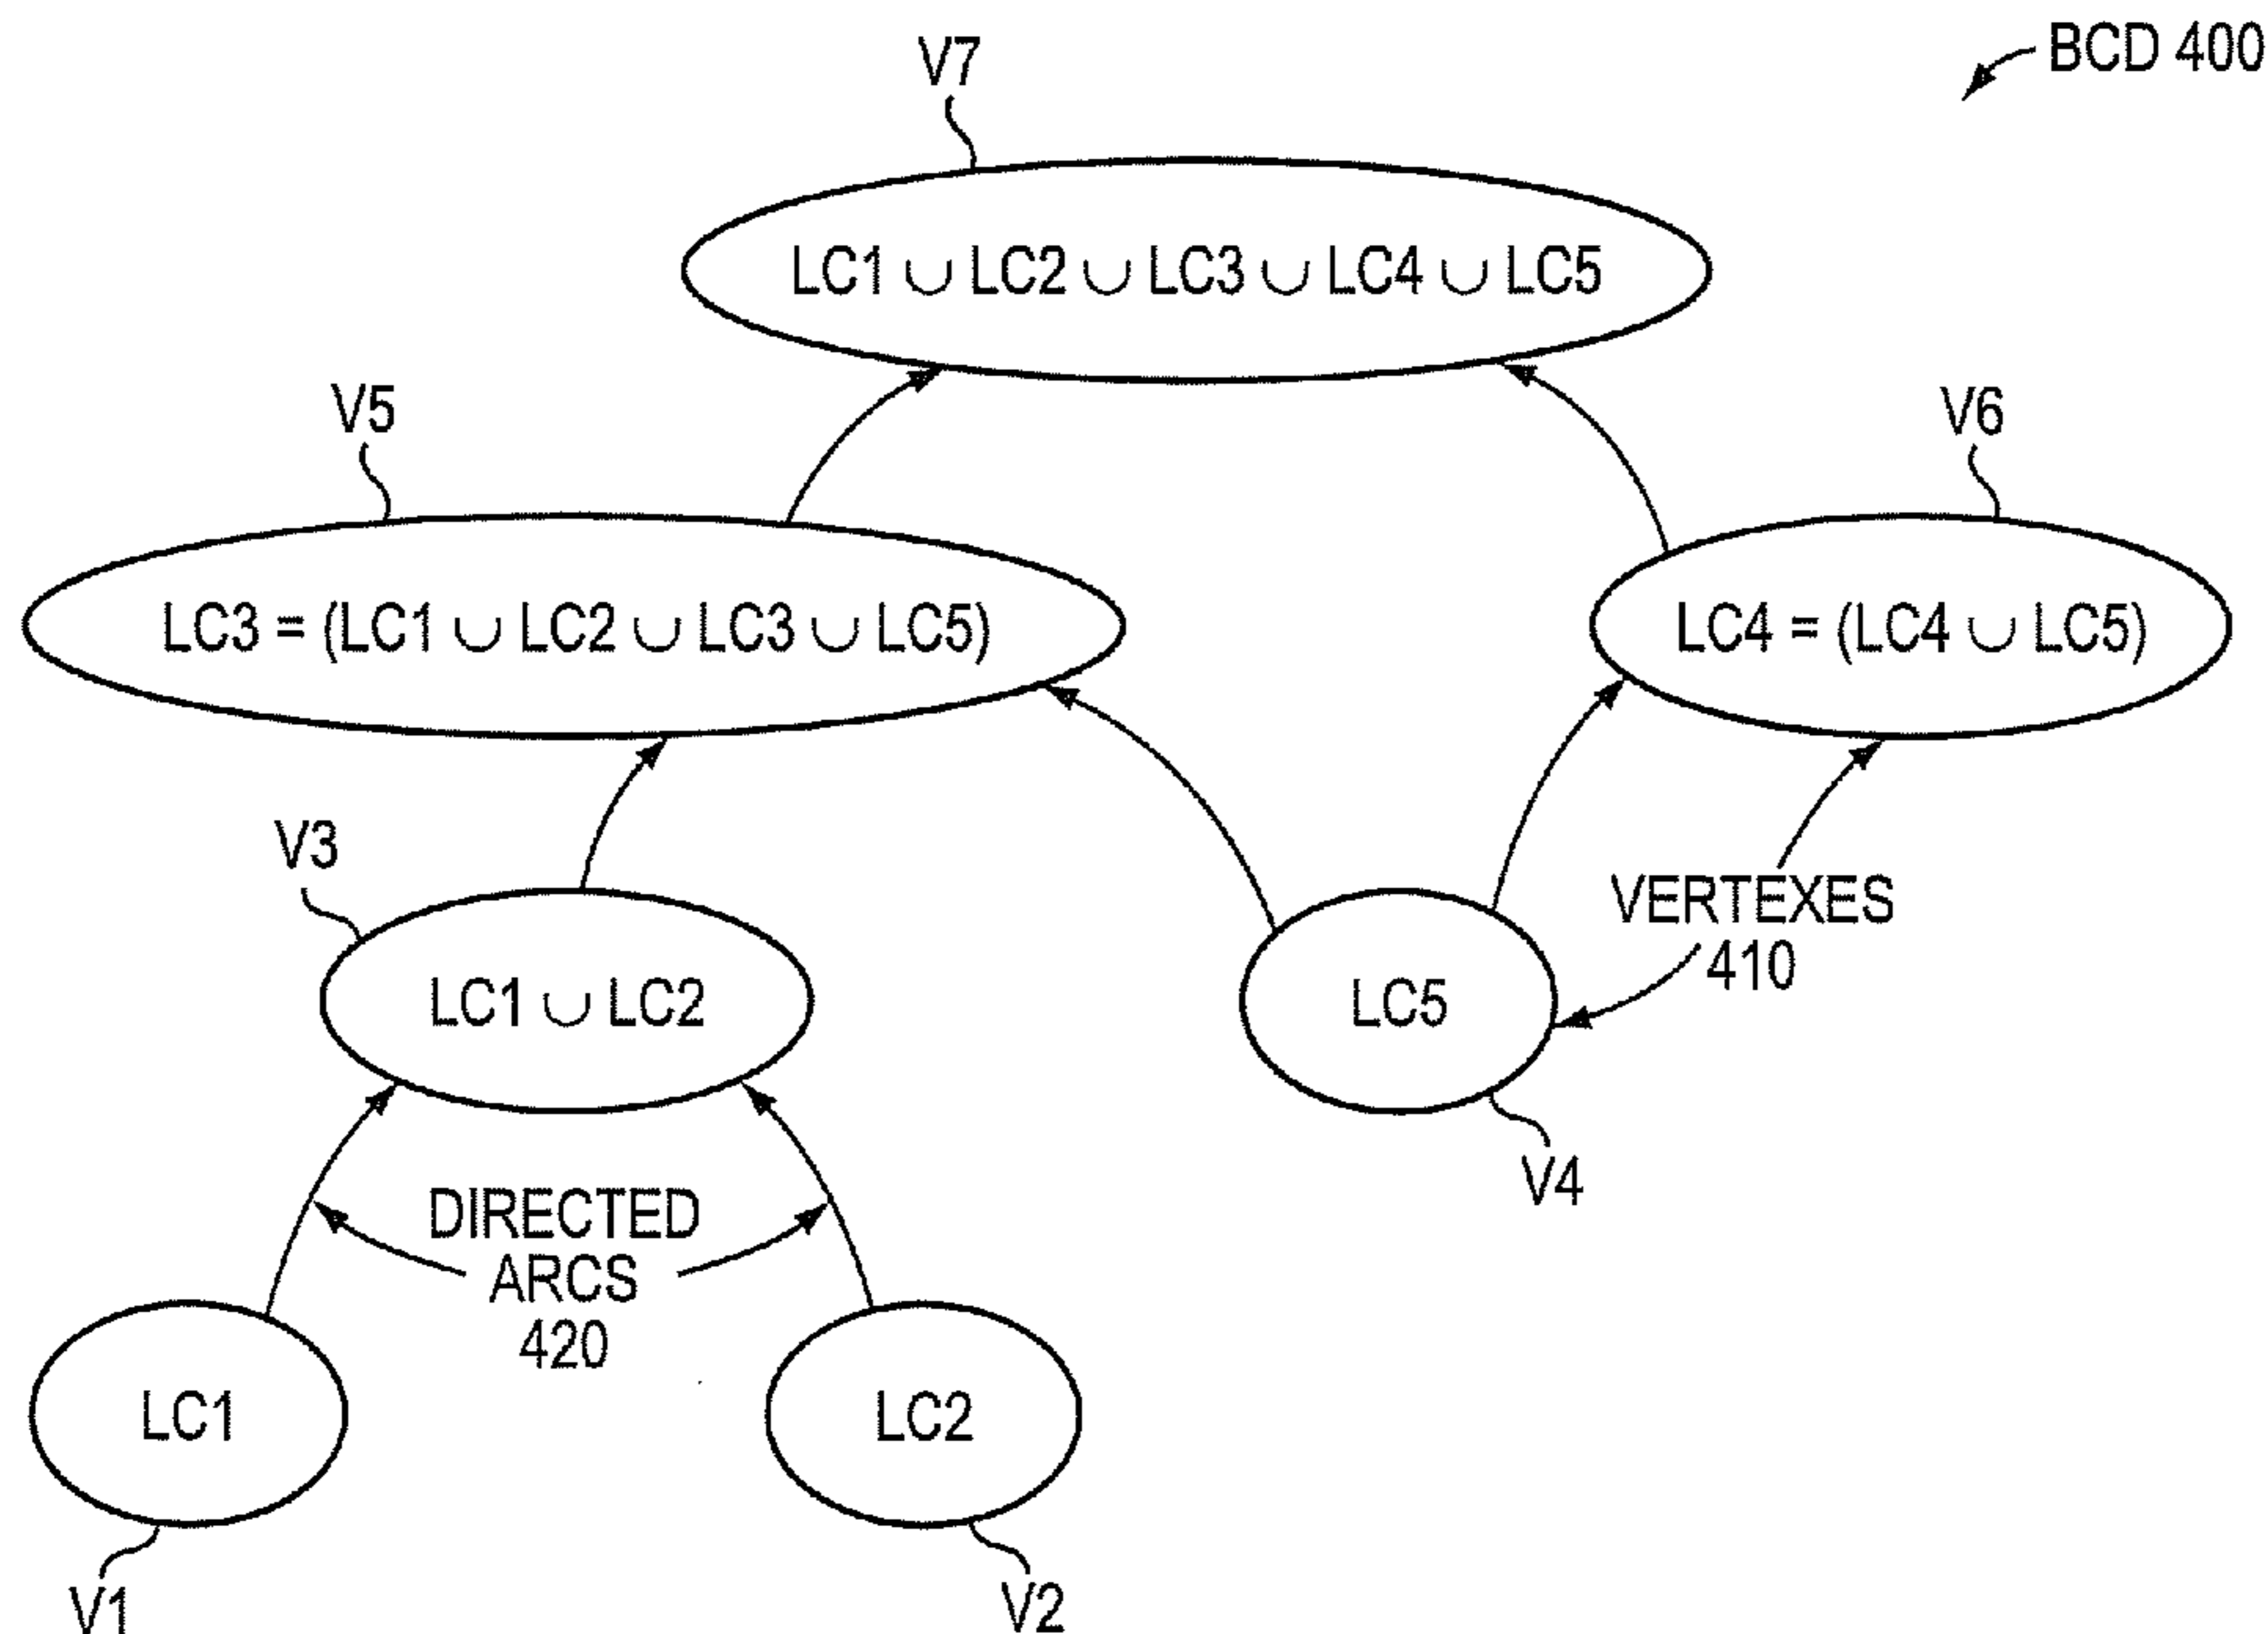 BCD 400
V7
LC1 ∪ LC2 ∪ LC3 ∪ LC4 ∪ LC5
V5
V6
LC3 = (LC1 ∪ LC2 ∪ LC3 ∪ LC5)
LC4 = (LC4 ∪ LC5)
V3
VERTEXES
410
LC1 ∪ LC2
LC5
V4
DIRECTED
ARCS
420
LC1
LC2
V1
V2